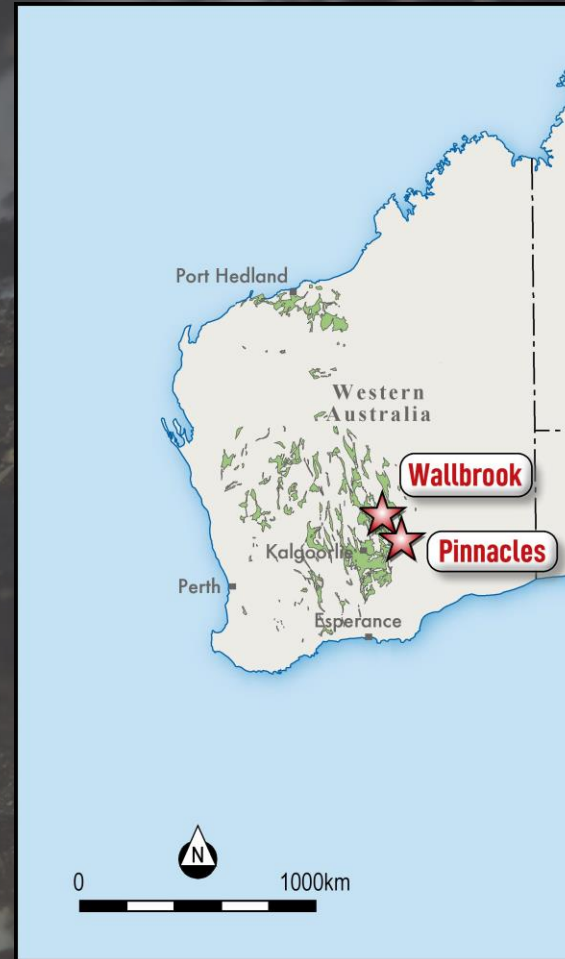 Port Hedland
Western
Australia
Wallbrook
Kalgoorlie
Pinnacles
Perth
Esperance
N
0 1000km